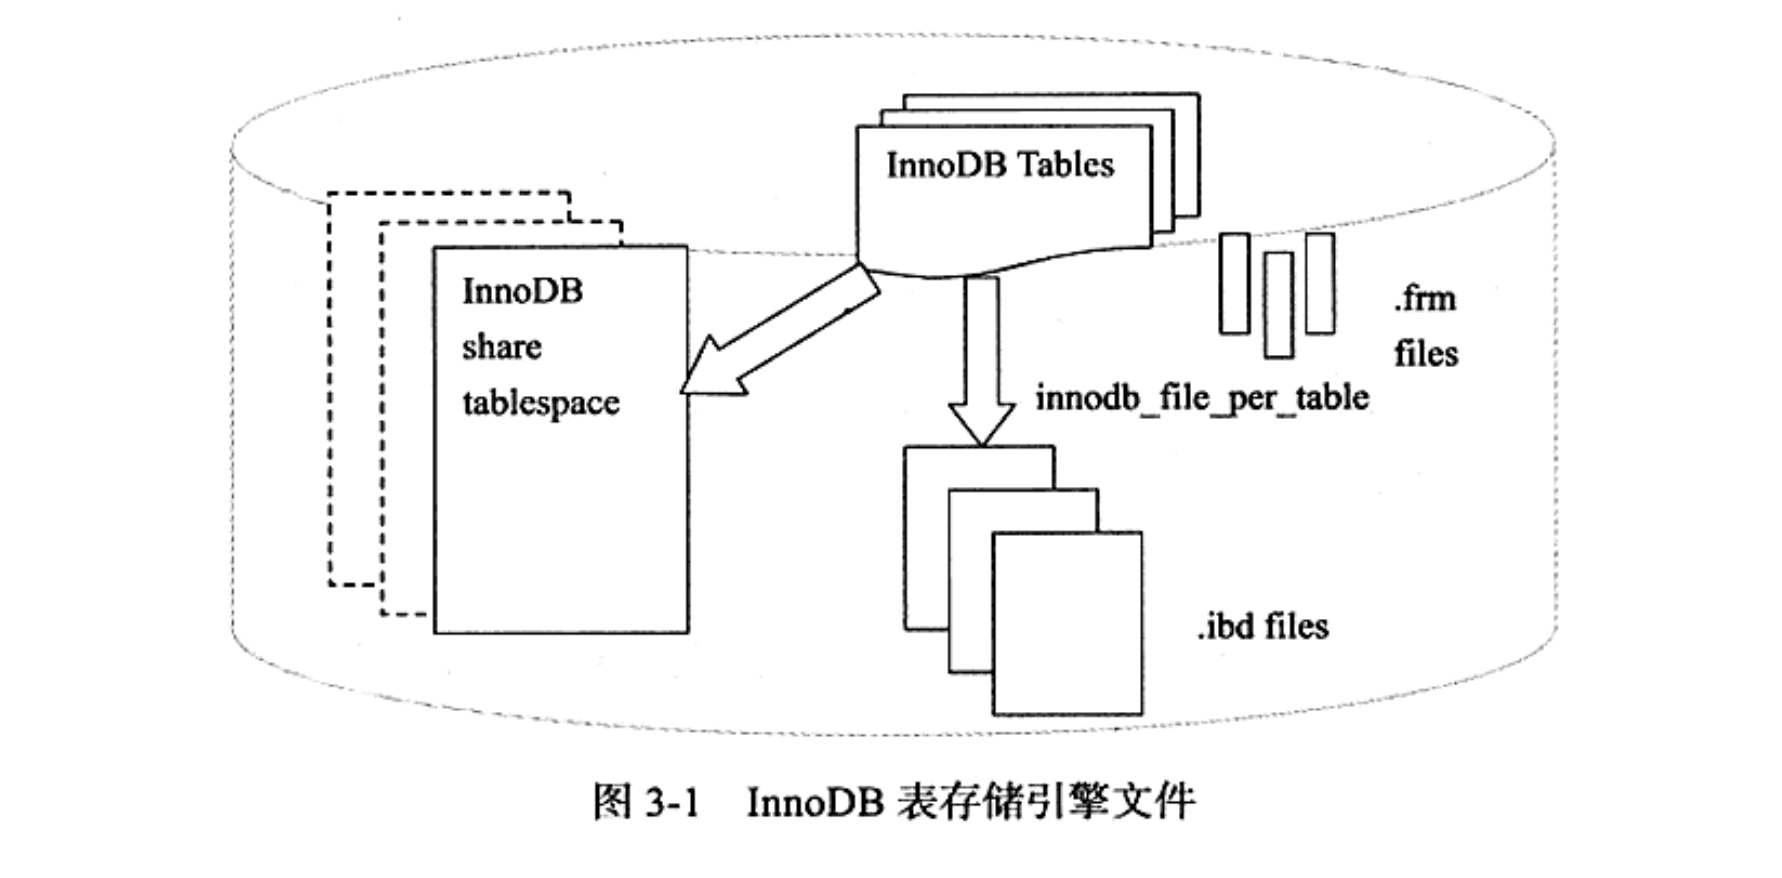 InnoDB Tables
InnoDB
share
tablespace
.frm
files
innodb_file_per_table
.ibd files
图 3-1 InnoDB 表存储引擎文件